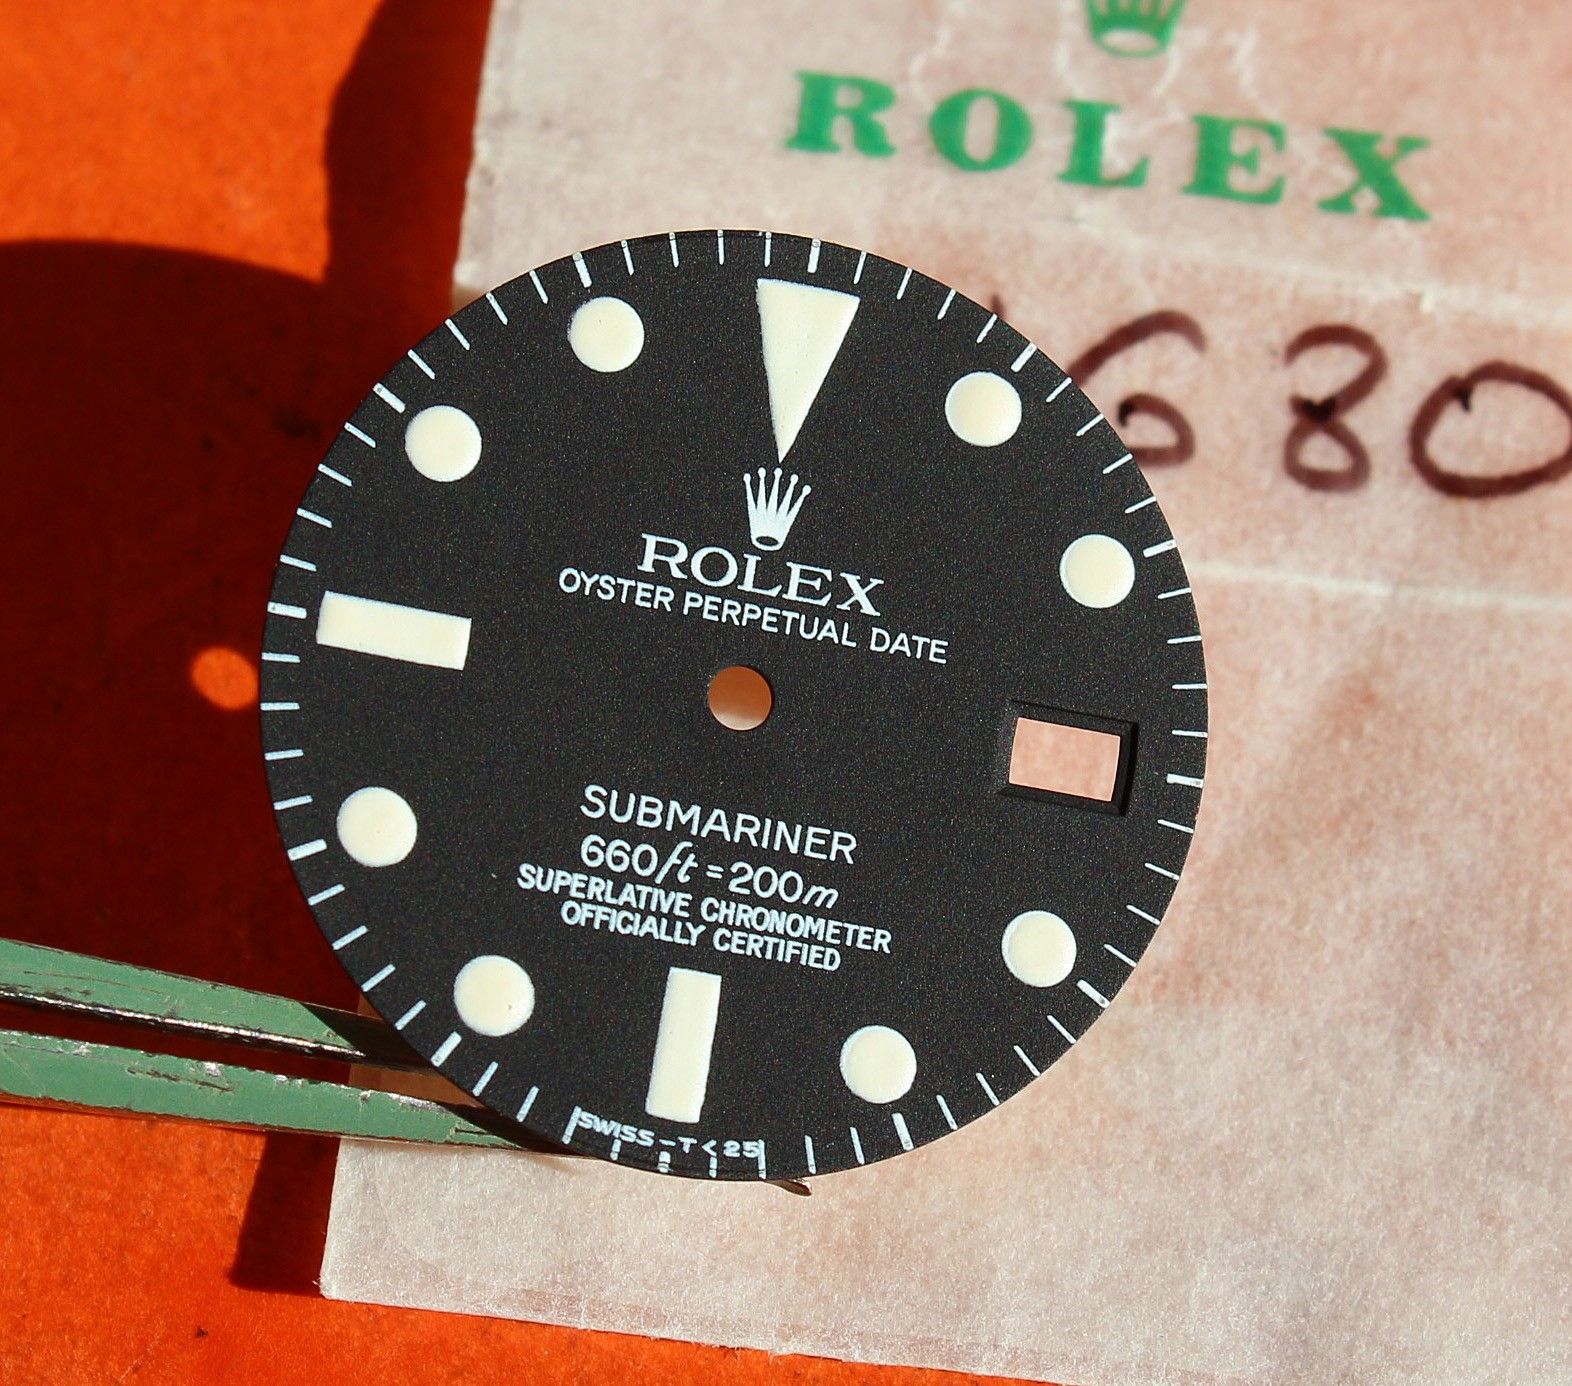 ROLEX
1680
ROLEX
OYSTER PERPETUAL DATE
SUBMARINER
660ft = 200m
SUPERLATIVE CHRONOMETER
OFFICIALLY CERTIFIED
SWISS - T < 25